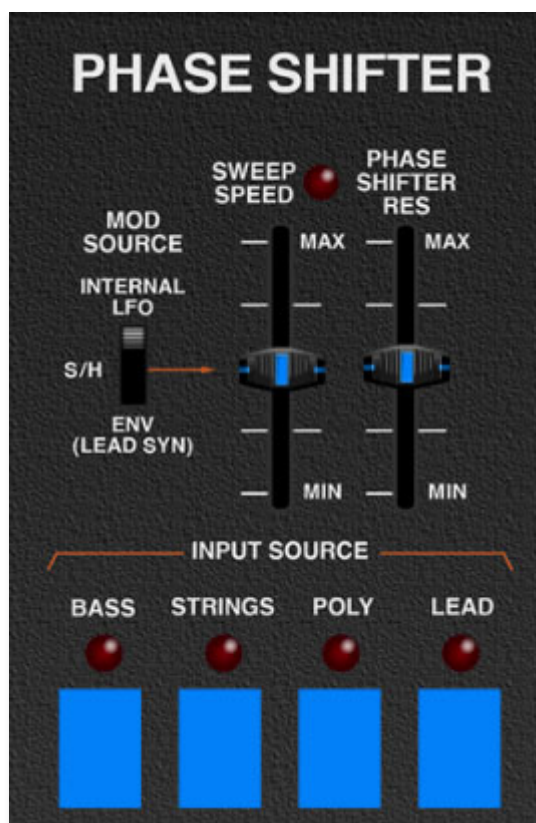 PHASE SHIFTER
SWEEP
SPEED
PHASE
SHIFTER
RES
MOD
SOURCE
MAX
MAX
INTERNAL
LFO
S/H
ENV
(LEAD SYN)
MIN
MIN
INPUT SOURCE
BASS
STRINGS
POLY
LEAD